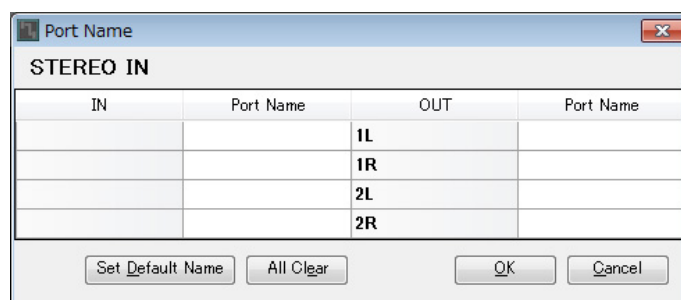 Port Name
STEREO IN
IN Port Name OUT Port Name
1L
1R
2L
2R
Set Default Name All Clear OK Cancel